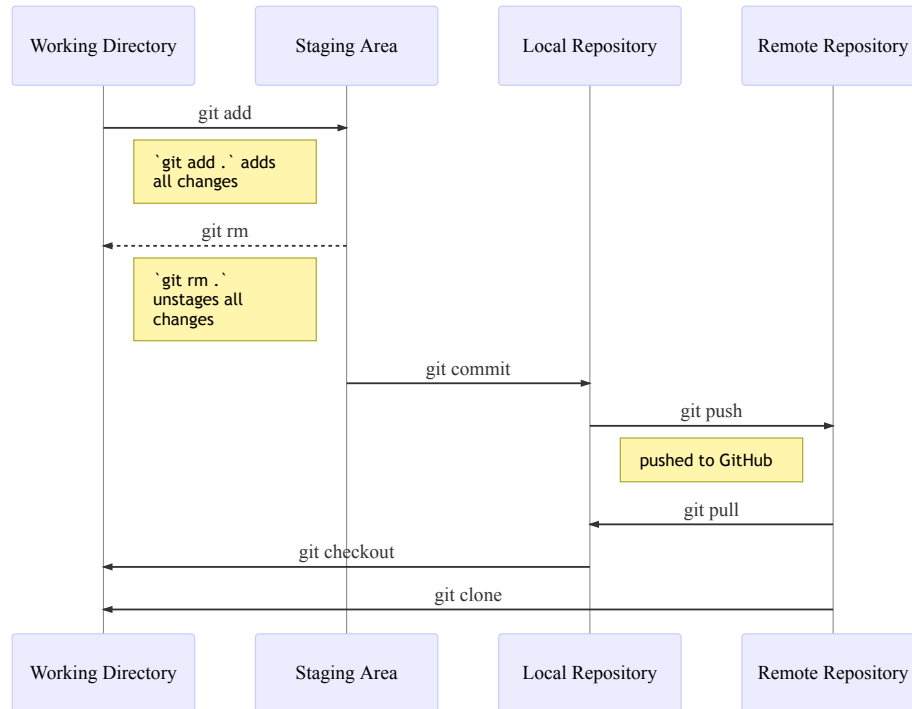 Working Directory
Staging Area
Local Repository
Remote Repository
git add
`git add .` adds
all changes
git rm
`git rm .`
unstages all
changes
git commit
git push
pushed to GitHub
git pull
git checkout
git clone
Working Directory
Staging Area
Local Repository
Remote Repository